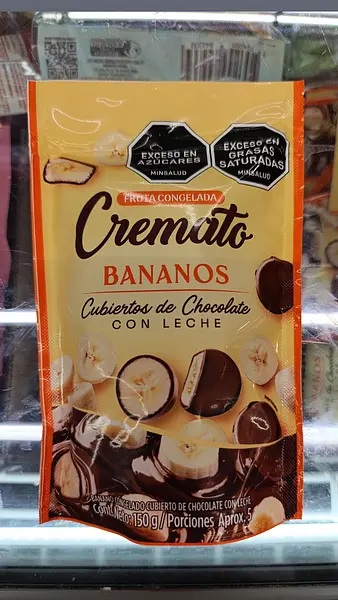 EXCESO EN
AZÚCARES
MINSALUD
EXCESO EN
GRASAS
SATURADAS
MINSALUD
FRUTA CONGELADA
Cremato
BANANOS
Cubiertos de Chocolate
CON LECHE
BANANO CONGELADO CUBIERTO DE CHOCOLATE CON LECHE
Cont. Neto: 150 g / Porciones Aprox. 5
BANANOS